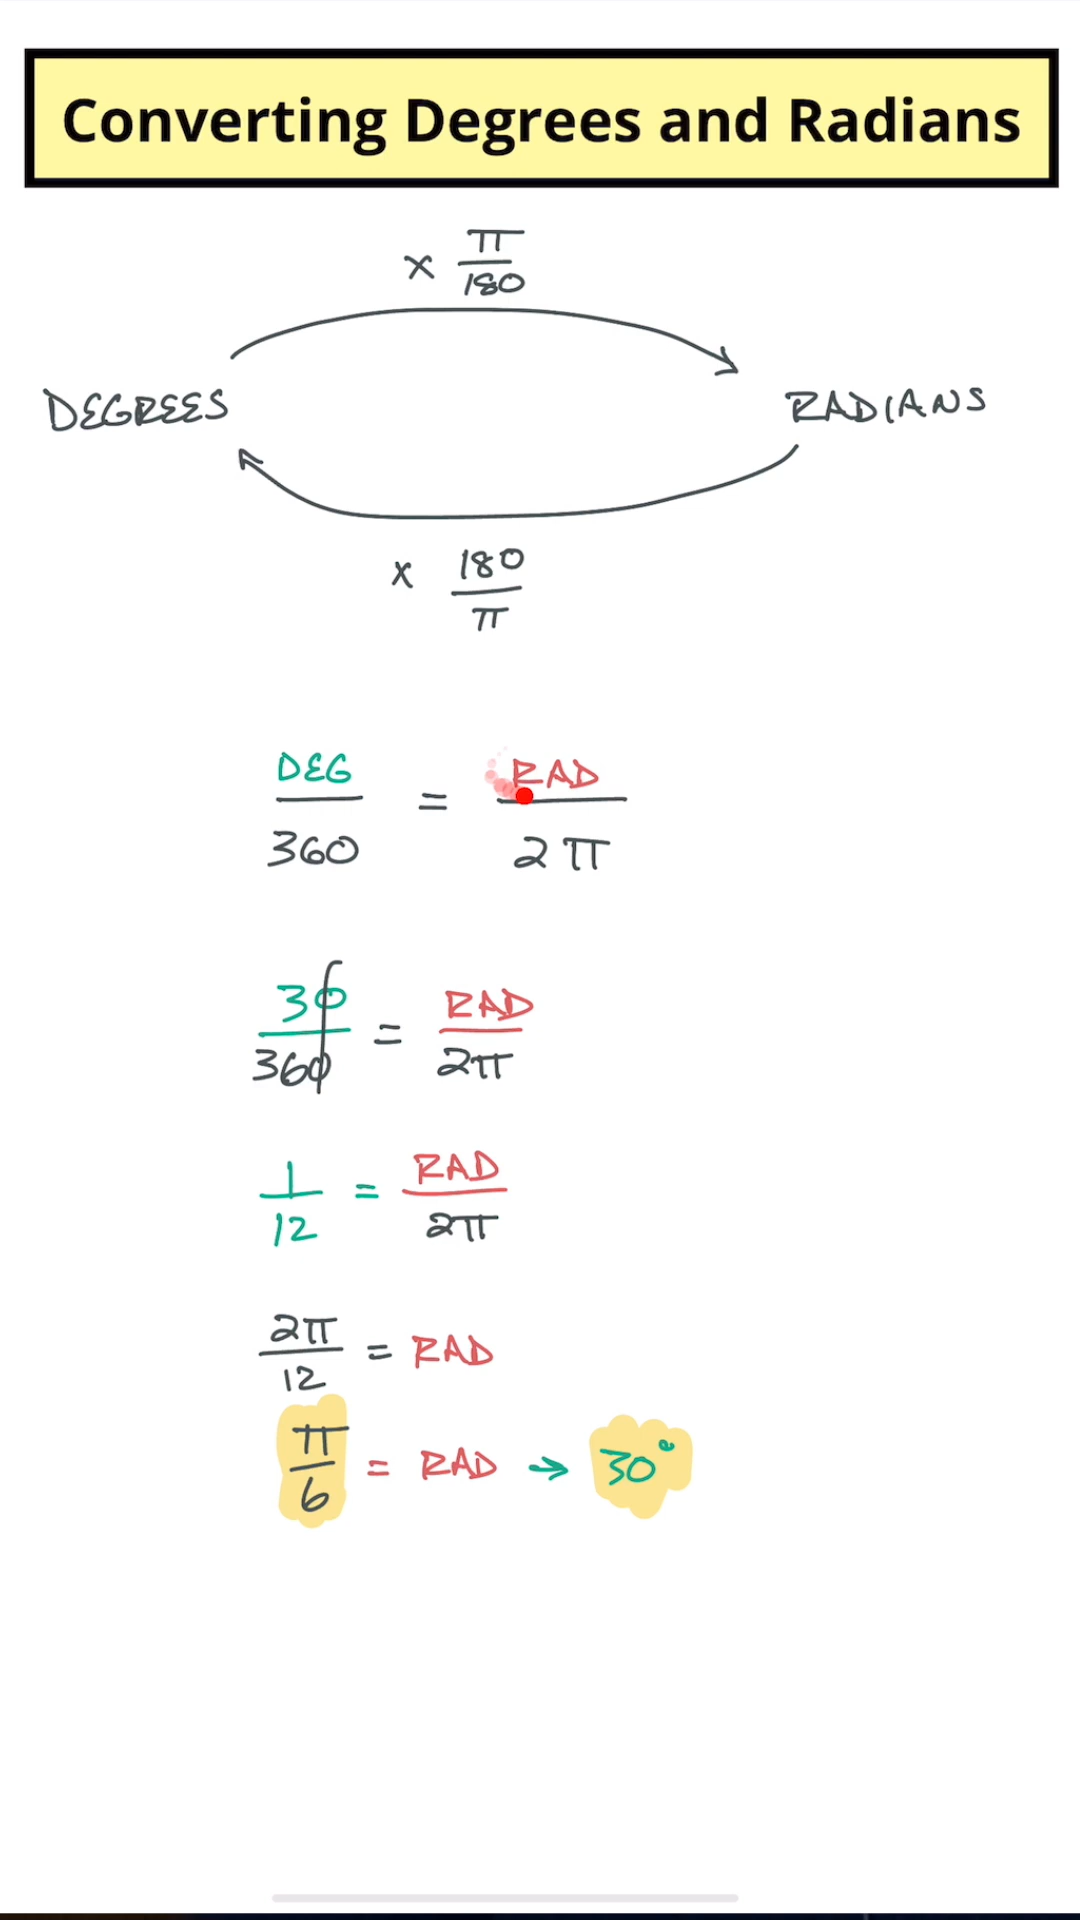 Converting Degrees and Radians
× π/180
DEGREES RADIANS
× 180/π
DEG/360 = RAD/2π
30/360 = RAD/2π
1/12 = RAD/2π
2π/12 = RAD
π/6 = RAD → 30°